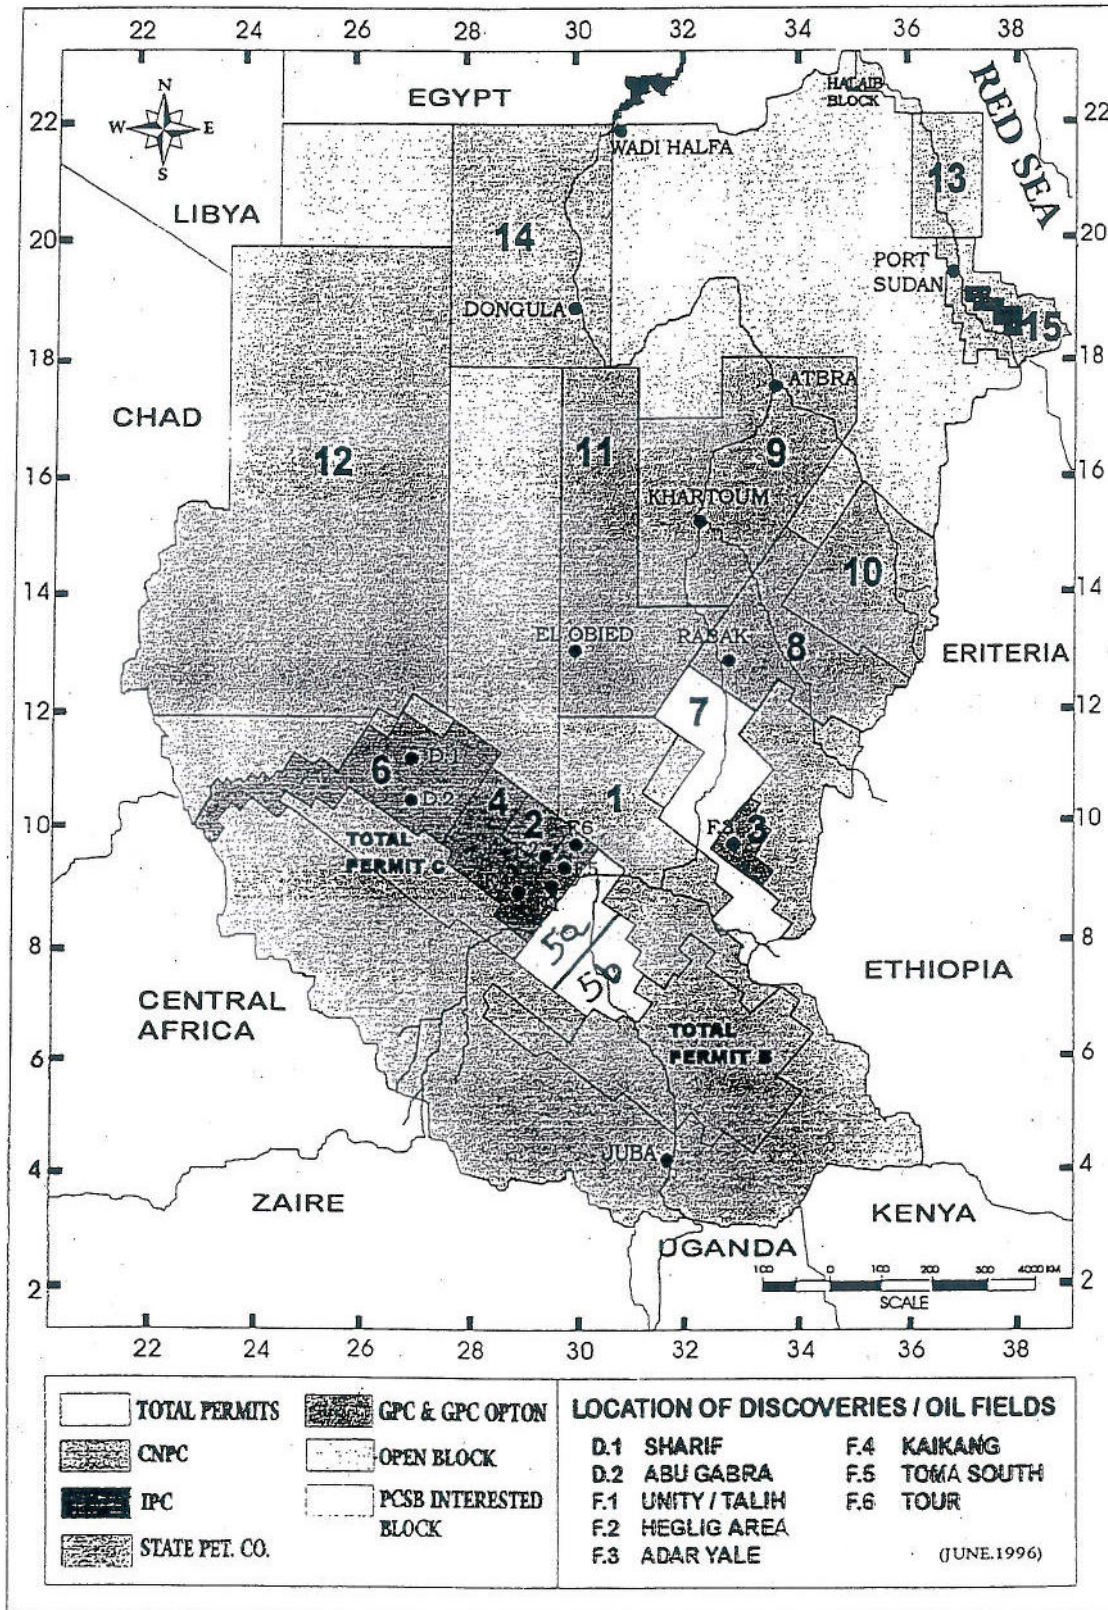 22 24 26 28 30 32 34 36 38
22
20
18
16
14
12
10
8
6
4
2
22
20
18
16
14
12
10
8
6
4
2
N
W E
S
EGYPT
LIBYA
CHAD
CENTRAL
AFRICA
ZAIRE
UGANDA
KENYA
ETHIOPIA
ERITERIA
RED SEA
HALAIB
BLOCK
WADI HALFA
13
14
PORT
SUDAN
15
DONGULA
ATBRA
12
11
9
KHARTOUM
10
EL OBIED
RABAK
8
7
6
D.1
D.2
4
2
F.6
1
F.3
3
F.5
TOTAL
PERMIT C
5a
5b
TOTAL
PERMIT B
JUBA
100 0 100 200 300 4000 KM
SCALE
22 24 26 28 30 32 34 36 38
TOTAL PERMITS
CNPC
IPC
STATE PET. CO.
GPC & GPC OPTON
OPEN BLOCK
PCSB INTERESTED
BLOCK
LOCATION OF DISCOVERIES / OIL FIELDS
D.1 SHARIF
D.2 ABU GABRA
F.1 UNITY / TALIH
F.2 HEGLIG AREA
F.3 ADAR YALE
F.4 KAIKANG
F.5 TOMA SOUTH
F.6 TOUR
(JUNE.1996)